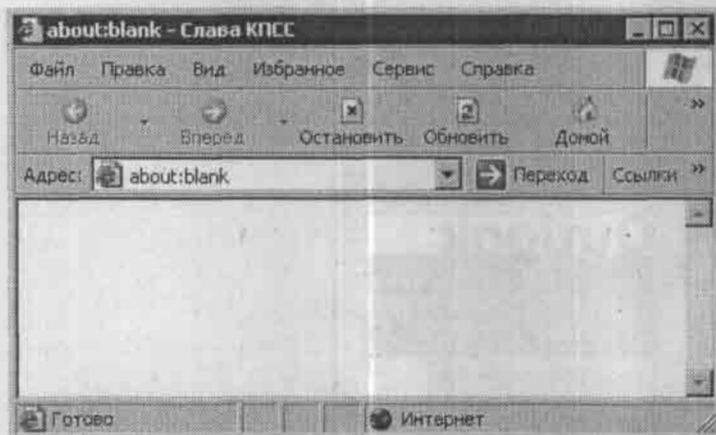 about:blank - Слава КПСС
Файл Правка Вид Избранное Сервис Справка
Назад Вперед Остановить Обновить Домой »
Адрес: about:blank Переход Ссылки »
Готово Интернет